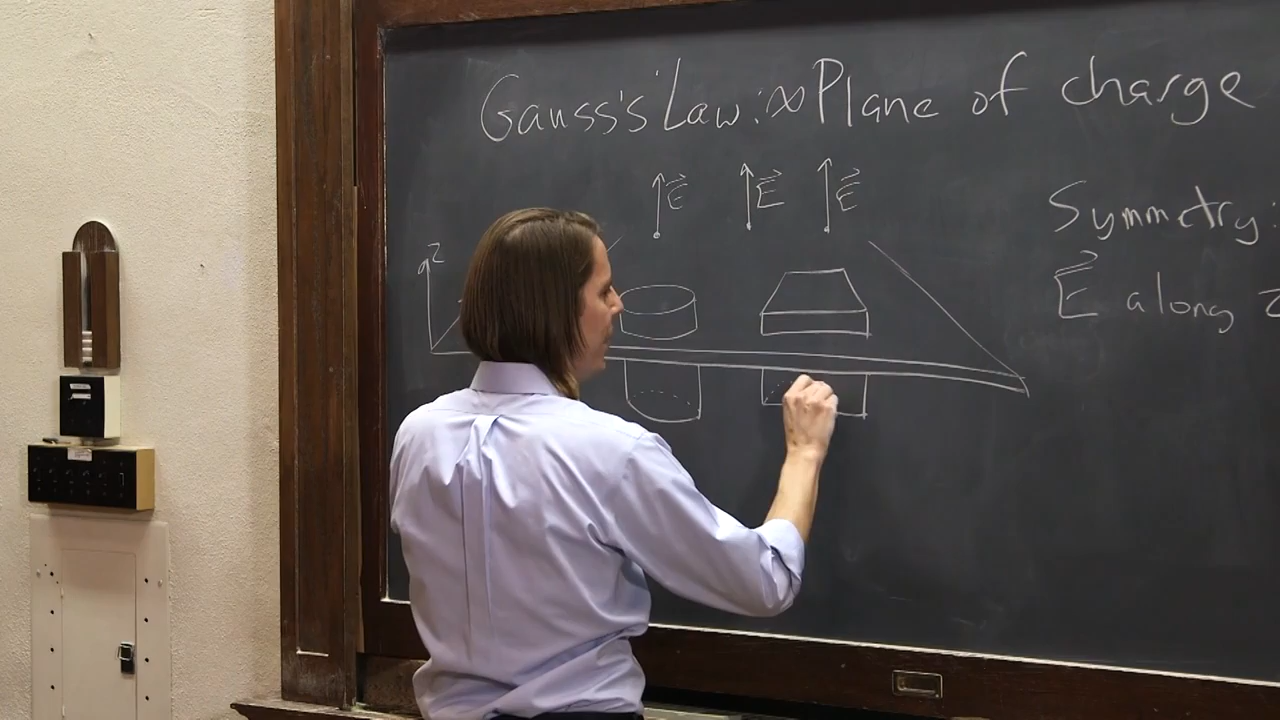 Gauss's Law: ∞ Plane of charge
E E E
Symmetry:
z
E along